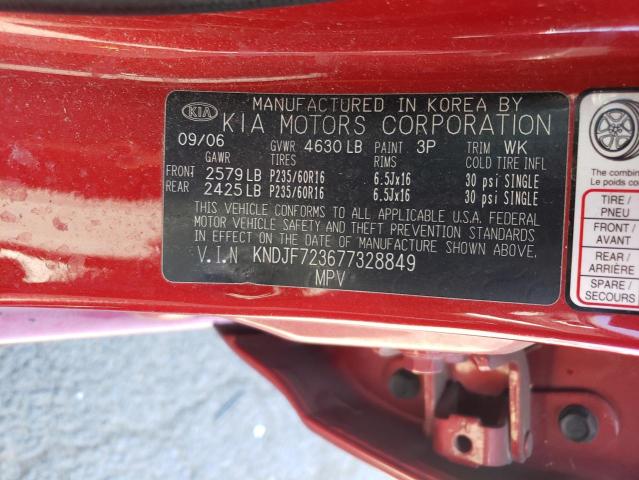 MANUFACTURED IN KOREA BY
KIA KIA MOTORS CORPORATION
09/06 GVWR 4630 LB PAINT 3P TRIM WK
GAWR TIRES RIMS COLD TIRE INFL
FRONT 2579 LB P235/60R16 6.5Jx16 30 psi SINGLE
REAR 2425 LB P235/60R16 6.5Jx16 30 psi SINGLE
THIS VEHICLE CONFORMS TO ALL APPLICABLE U.S.A. FEDERAL
MOTOR VEHICLE SAFETY AND THEFT PREVENTION STANDARDS
IN EFFECT ON THE DATE OF MANUFACTURE SHOWN ABOVE.
V.I.N KNDJF723677328849
MPV
The combine
Le poids co
TIRE /
PNEU
FRONT /
AVANT
REAR /
ARRIÈRE
SPARE /
SECOURS